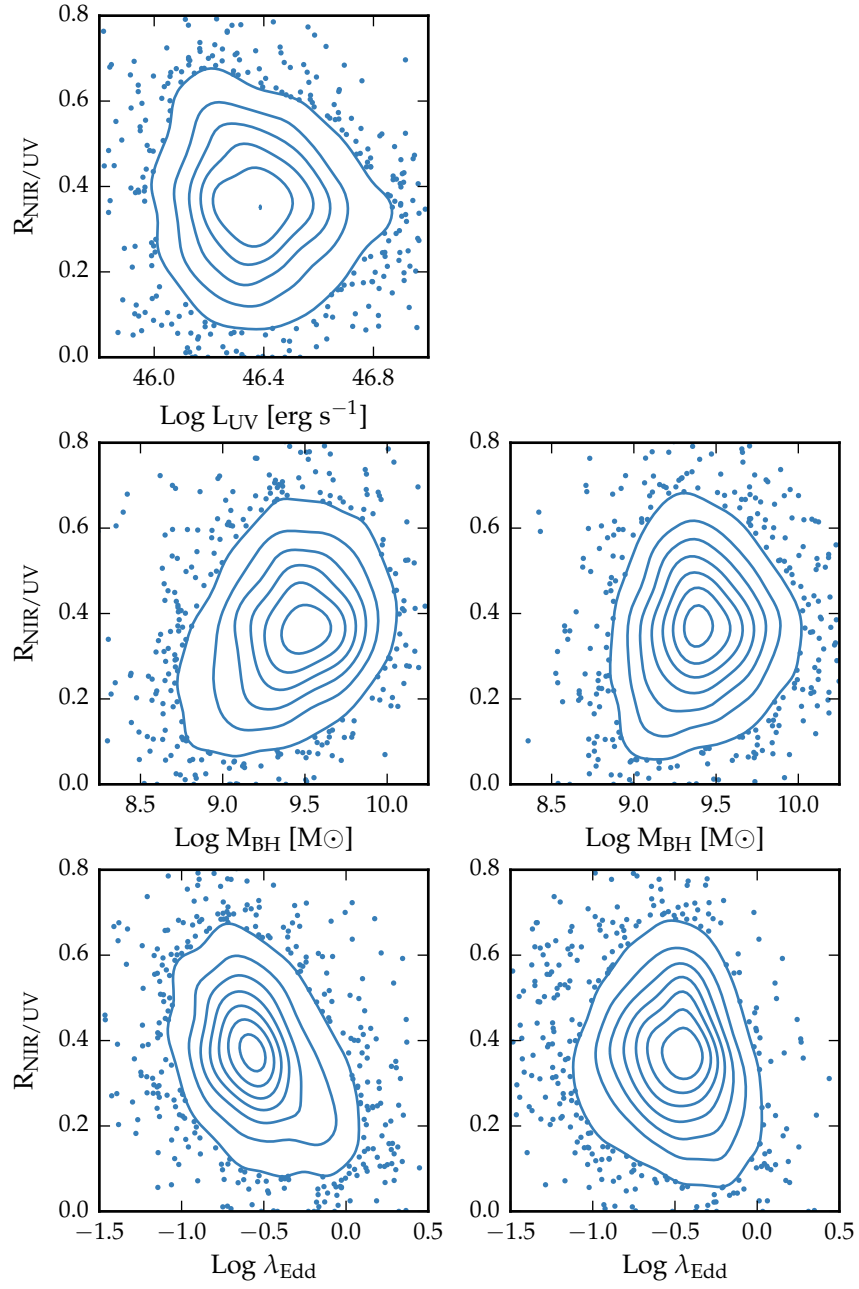 0.8
0.6
0.4
0.2
0.0
R_NIR/UV
46.0 46.4 46.8
Log L_UV [erg s⁻¹]
0.8 0.8
0.6 0.6
0.4 0.4
0.2 0.2
0.0 0.0
R_NIR/UV
8.5 9.0 9.5 10.0 8.5 9.0 9.5 10.0
Log M_BH [M⊙] Log M_BH [M⊙]
0.8 0.8
0.6 0.6
0.4 0.4
0.2 0.2
0.0 0.0
R_NIR/UV
−1.5 −1.0 −0.5 0.0 0.5 −1.5 −1.0 −0.5 0.0 0.5
Log λ_Edd Log λ_Edd